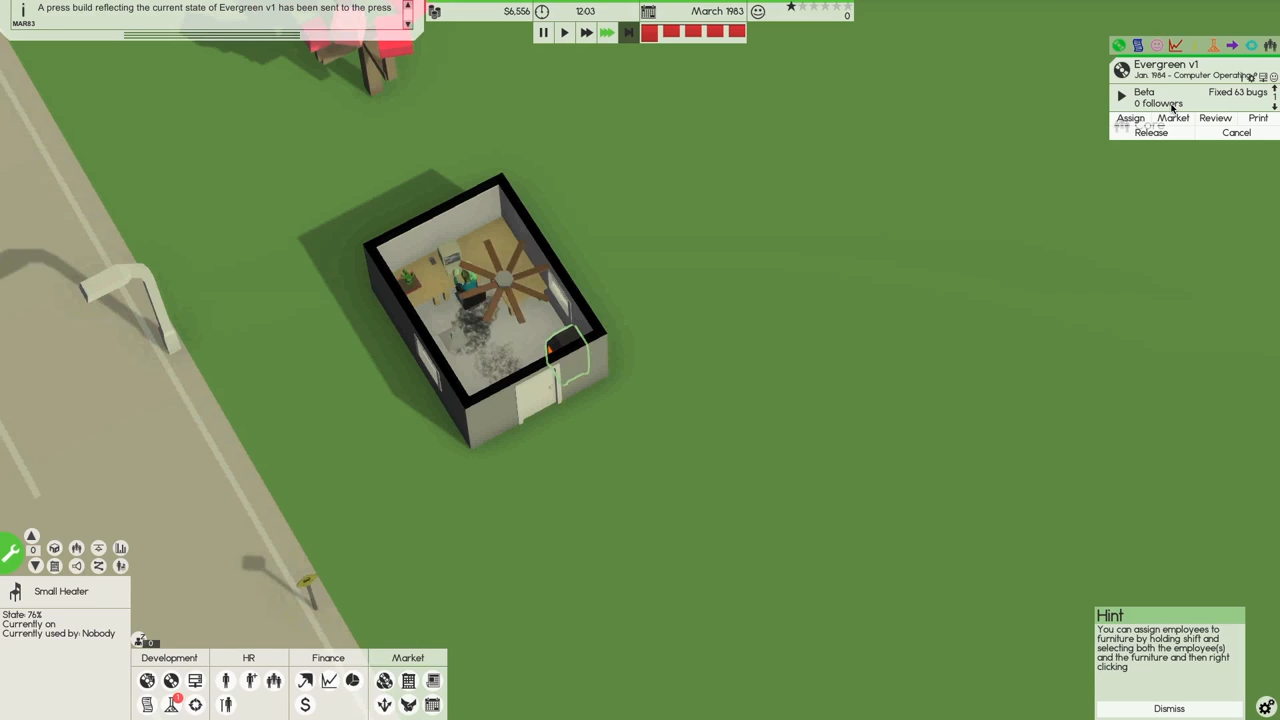 A press build reflecting the current state of Evergreen v1 has been sent to the press
MAR83
$6,556
12:03
March 1983
0
Evergreen v1
Jan. 1984 - Computer Operating
Beta
Fixed 63 bugs
0 followers
1
Assign
Market
Review
Print
Release
Cancel
0
Small Heater
State: 76%
Currently on
Currently used by: Nobody
0
Development
HR
Finance
Market
1
Hint
You can assign employees to
furniture by holding shift and
selecting both the employee(s)
and the furniture and then right
clicking
Dismiss